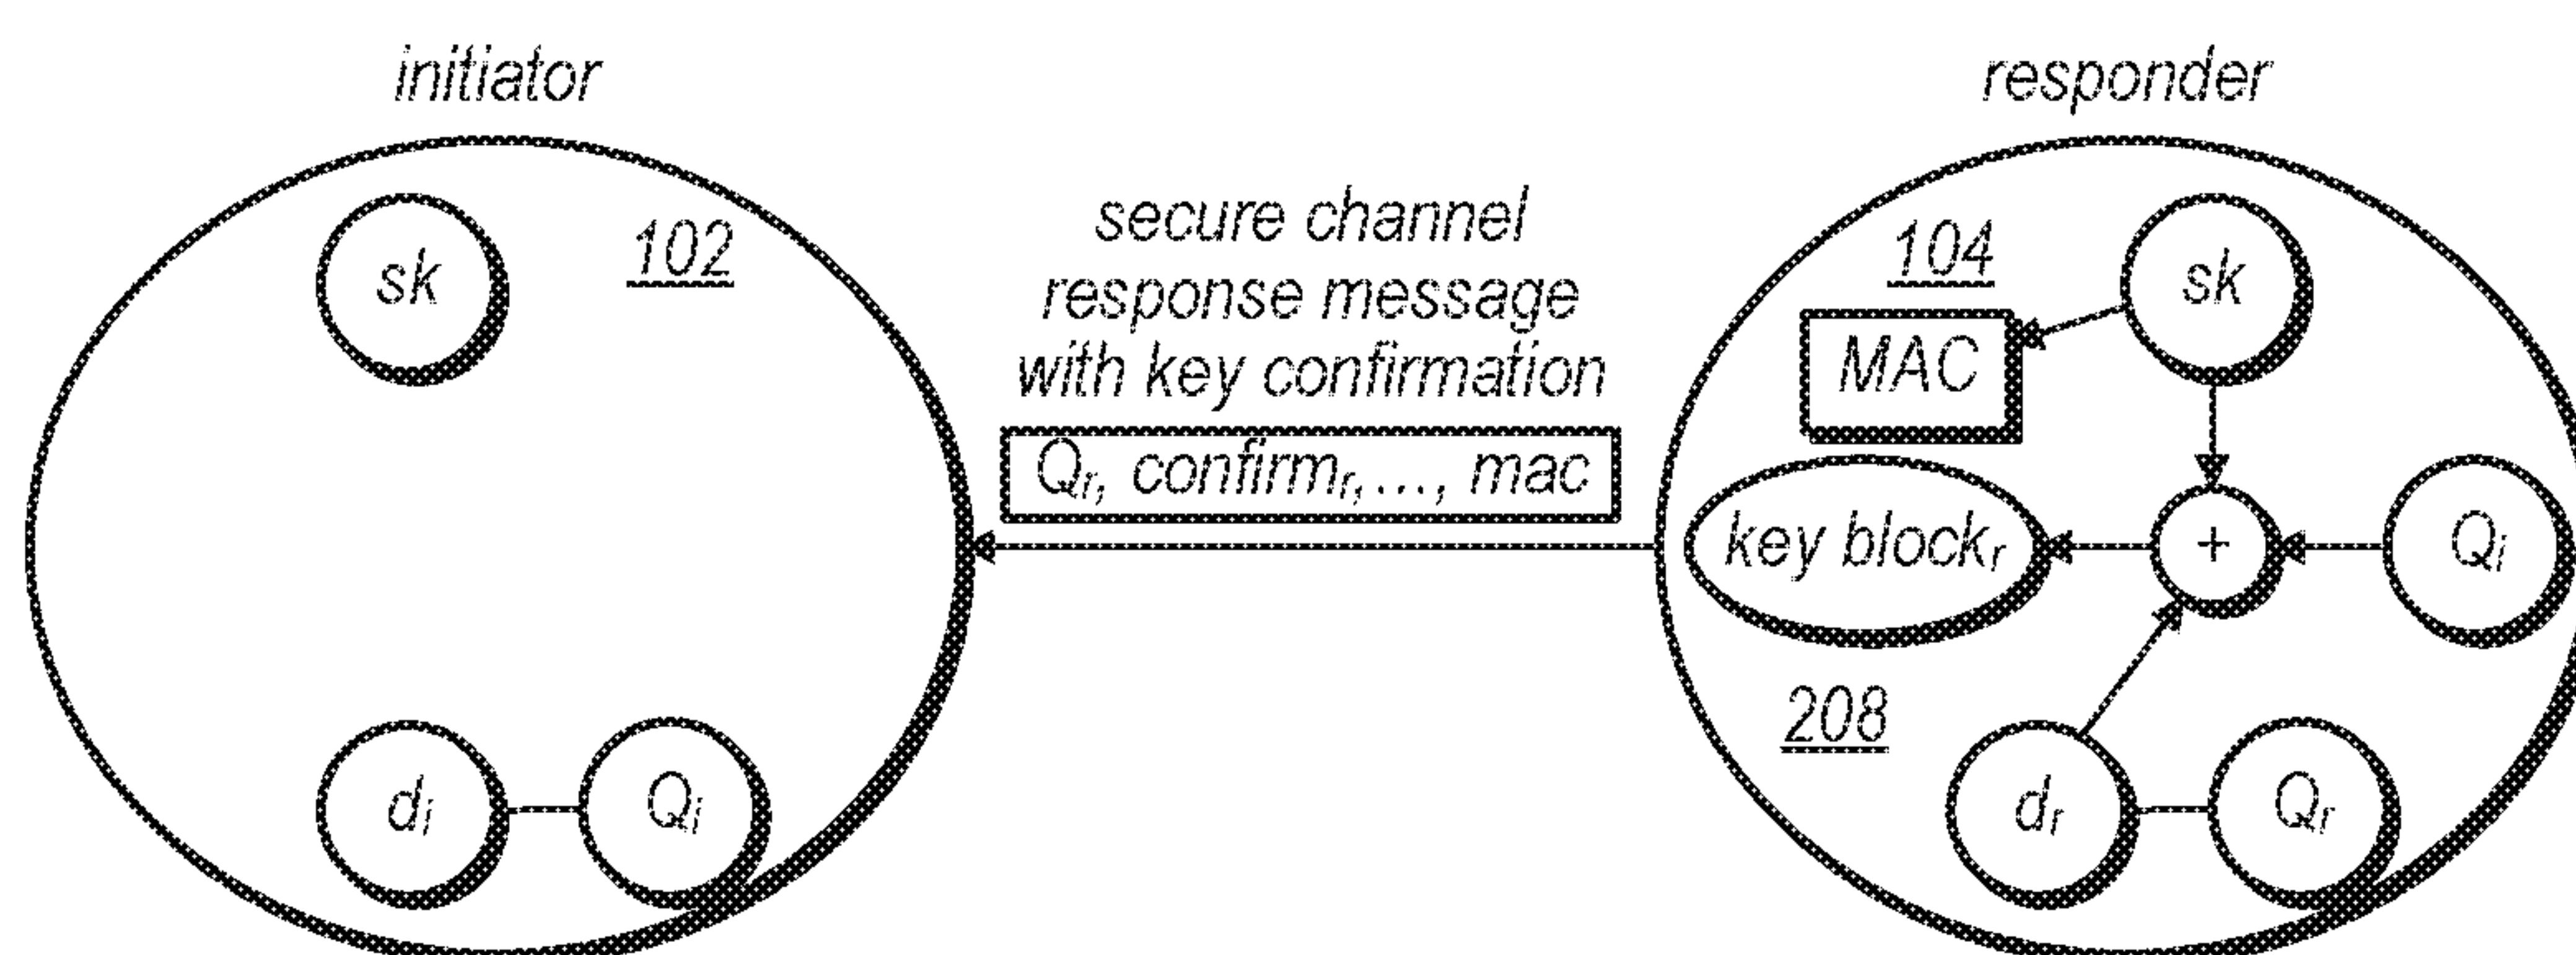 initiator
responder
sk
102
secure channel
response message
with key confirmation
Qr, confirmr,..., mac
104
sk
MAC
key blockr
+
Qi
208
di
Qi
dr
Qr